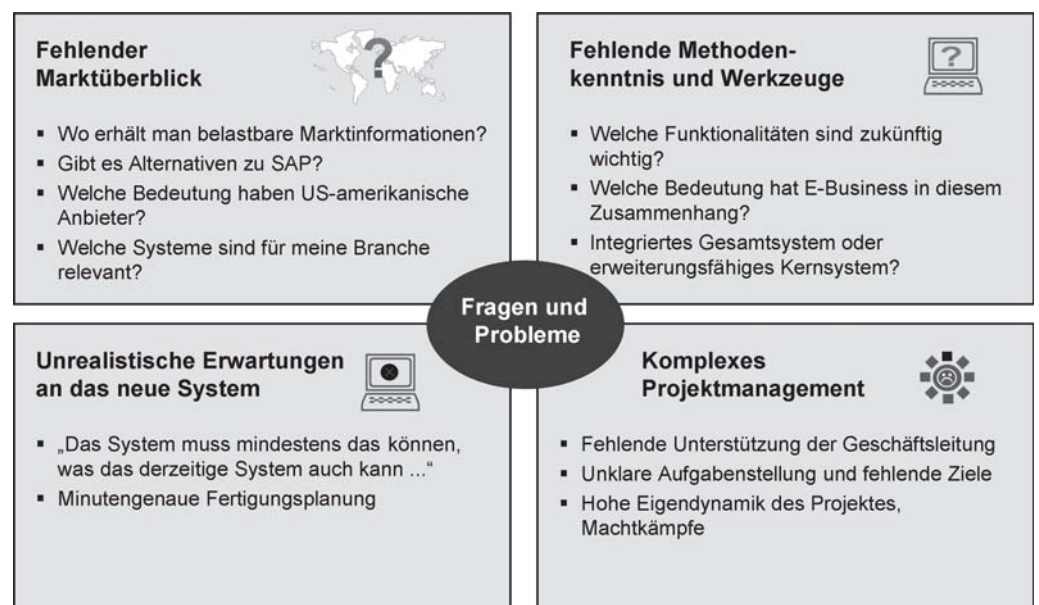 Fehlender
Marktüberblick
?
▪ Wo erhält man belastbare Marktinformationen?
▪ Gibt es Alternativen zu SAP?
▪ Welche Bedeutung haben US-amerikanische
Anbieter?
▪ Welche Systeme sind für meine Branche
relevant?
Fehlende Methoden-
kenntnis und Werkzeuge
?
▪ Welche Funktionalitäten sind zukünftig
wichtig?
▪ Welche Bedeutung hat E-Business in diesem
Zusammenhang?
▪ Integriertes Gesamtsystem oder
erweiterungsfähiges Kernsystem?
Fragen und
Probleme
Unrealistische Erwartungen
an das neue System
▪ „Das System muss mindestens das können,
was das derzeitige System auch kann ...“
▪ Minutengenaue Fertigungsplanung
Komplexes
Projektmanagement
▪ Fehlende Unterstützung der Geschäftsleitung
▪ Unklare Aufgabenstellung und fehlende Ziele
▪ Hohe Eigendynamik des Projektes,
Machtkämpfe